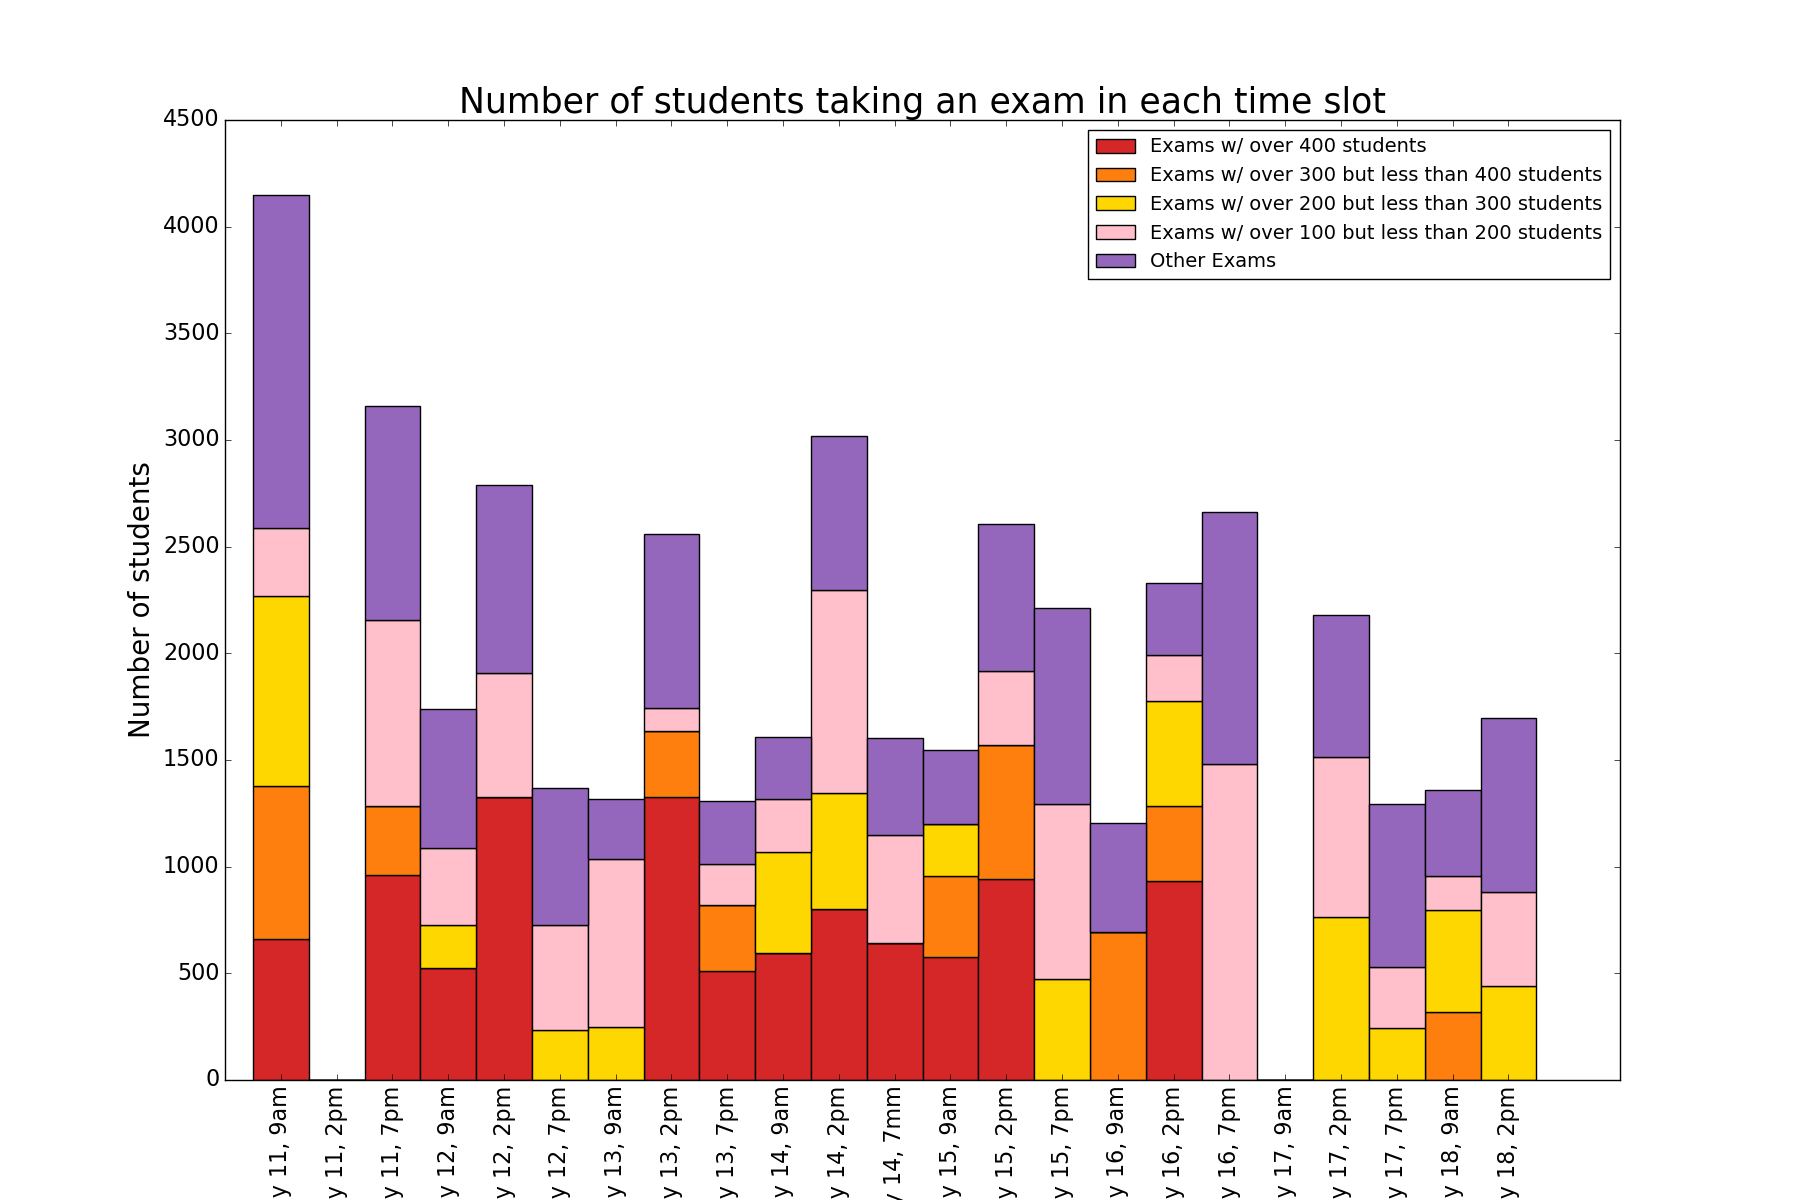 Number of students taking an exam in each time slot
Number of students
4500
4000
3500
3000
2500
2000
1500
1000
500
0
Exams w/ over 400 students
Exams w/ over 300 but less than 400 students
Exams w/ over 200 but less than 300 students
Exams w/ over 100 but less than 200 students
Other Exams
y 11, 9am
y 11, 2pm
y 11, 7pm
y 12, 9am
y 12, 2pm
y 12, 7pm
y 13, 9am
y 13, 2pm
y 13, 7pm
y 14, 9am
y 14, 2pm
y 14, 7mm
y 15, 9am
y 15, 2pm
y 15, 7pm
y 16, 9am
y 16, 2pm
y 16, 7pm
y 17, 9am
y 17, 2pm
y 17, 7pm
y 18, 9am
y 18, 2pm